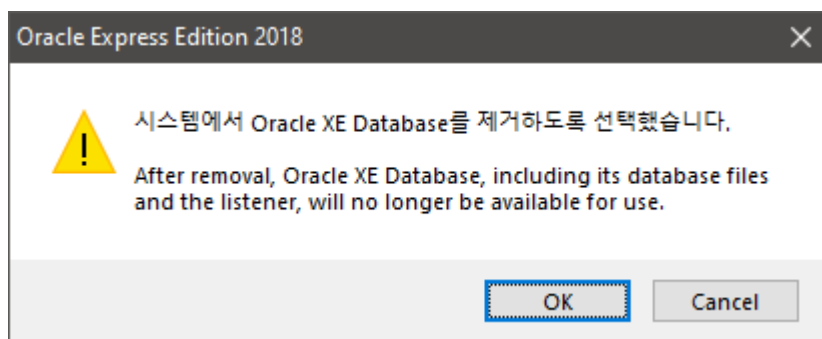 Oracle Express Edition 2018
시스템에서 Oracle XE Database를 제거하도록 선택했습니다.
After removal, Oracle XE Database, including its database files
and the listener, will no longer be available for use.
OK
Cancel